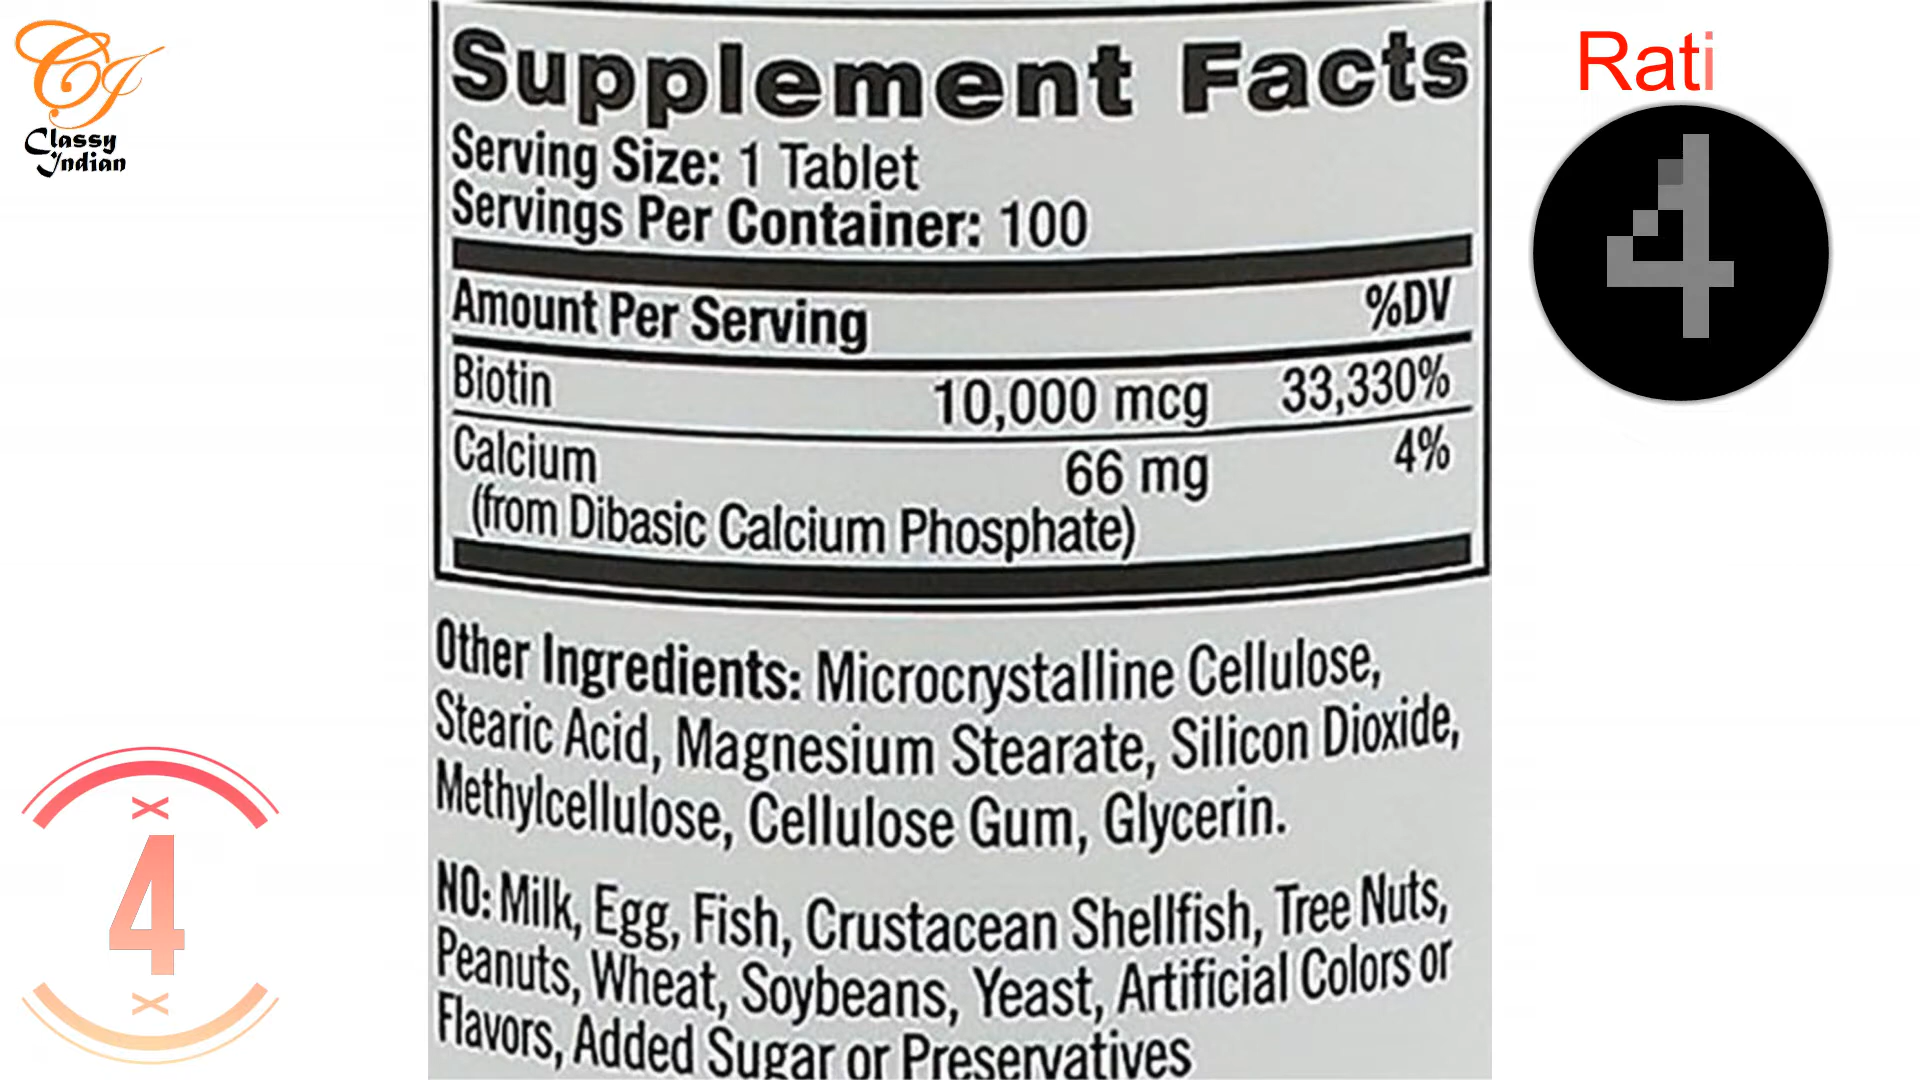 Classy
Indian
Rati
4
Supplement Facts
Serving Size: 1 Tablet
Servings Per Container: 100
Amount Per Serving %DV
Biotin 10,000 mcg 33,330%
Calcium 66 mg 4%
(from Dibasic Calcium Phosphate)
Other Ingredients: Microcrystalline Cellulose,
Stearic Acid, Magnesium Stearate, Silicon Dioxide,
Methylcellulose, Cellulose Gum, Glycerin.
NO: Milk, Egg, Fish, Crustacean Shellfish, Tree Nuts,
Peanuts, Wheat, Soybeans, Yeast, Artificial Colors or
Flavors, Added Sugar or Preservatives
4